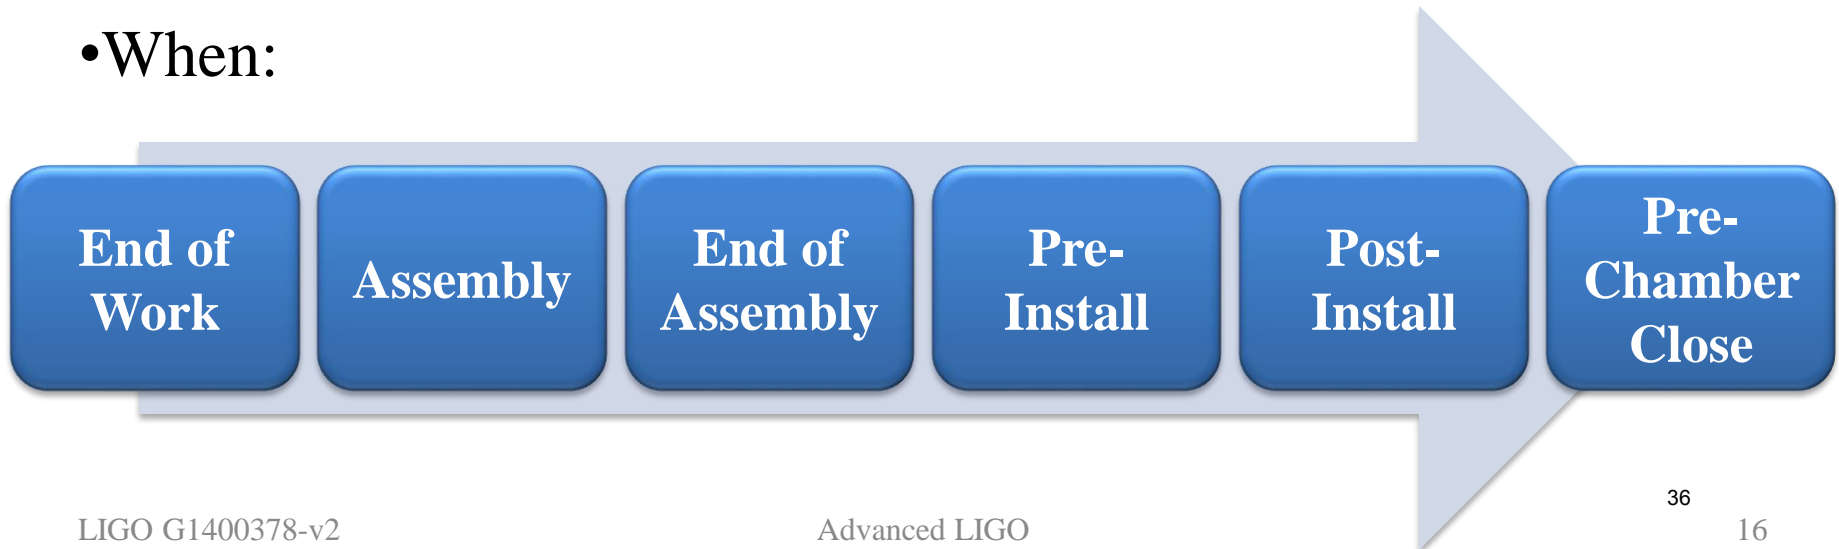 •When:
End of
Work
Assembly
End of
Assembly
Pre-
Install
Post-
Install
Pre-
Chamber
Close
36
LIGO G1400378-v2
Advanced LIGO
16